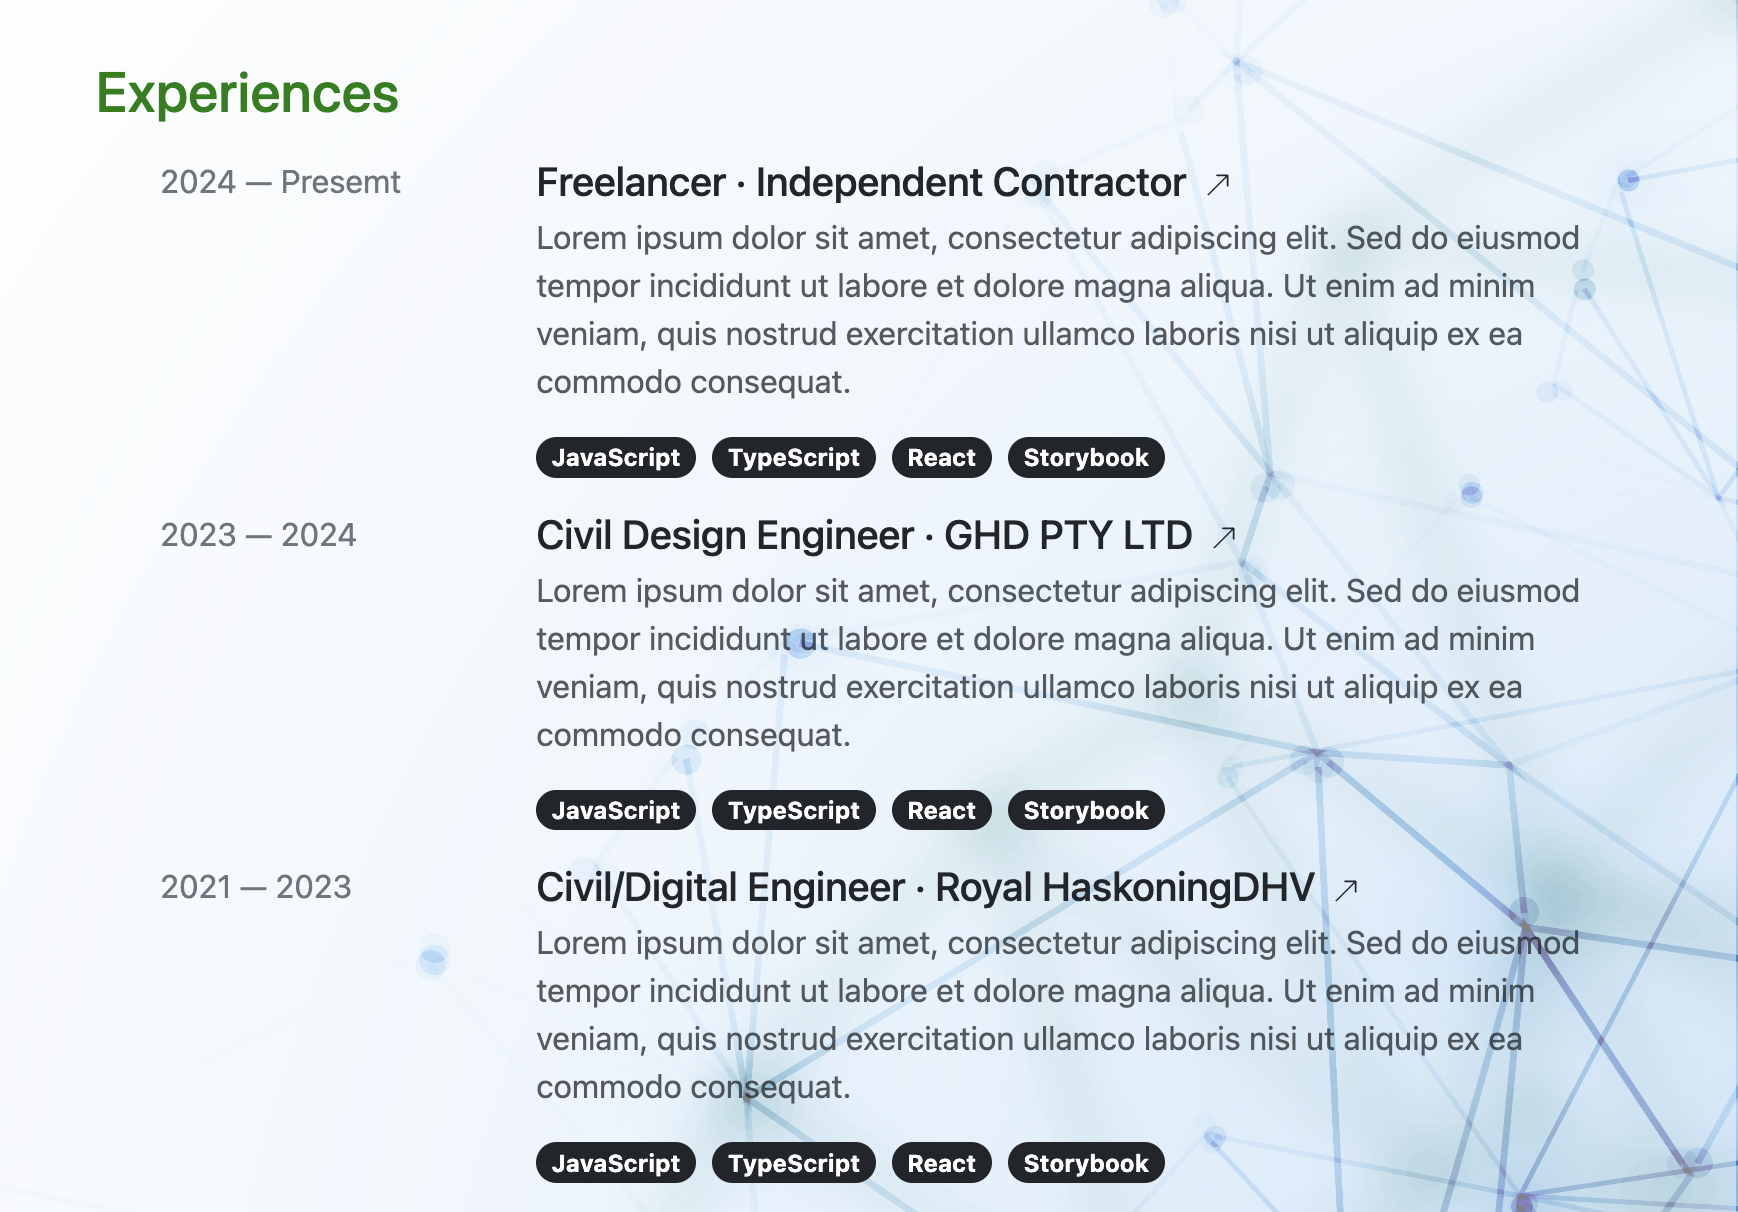 Experiences
2024 — Presemt
Freelancer · Independent Contractor ↗
Lorem ipsum dolor sit amet, consectetur adipiscing elit. Sed do eiusmod
tempor incididunt ut labore et dolore magna aliqua. Ut enim ad minim
veniam, quis nostrud exercitation ullamco laboris nisi ut aliquip ex ea
commodo consequat.
JavaScript TypeScript React Storybook
2023 — 2024
Civil Design Engineer · GHD PTY LTD ↗
Lorem ipsum dolor sit amet, consectetur adipiscing elit. Sed do eiusmod
tempor incididunt ut labore et dolore magna aliqua. Ut enim ad minim
veniam, quis nostrud exercitation ullamco laboris nisi ut aliquip ex ea
commodo consequat.
JavaScript TypeScript React Storybook
2021 — 2023
Civil/Digital Engineer · Royal HaskoningDHV ↗
Lorem ipsum dolor sit amet, consectetur adipiscing elit. Sed do eiusmod
tempor incididunt ut labore et dolore magna aliqua. Ut enim ad minim
veniam, quis nostrud exercitation ullamco laboris nisi ut aliquip ex ea
commodo consequat.
JavaScript TypeScript React Storybook